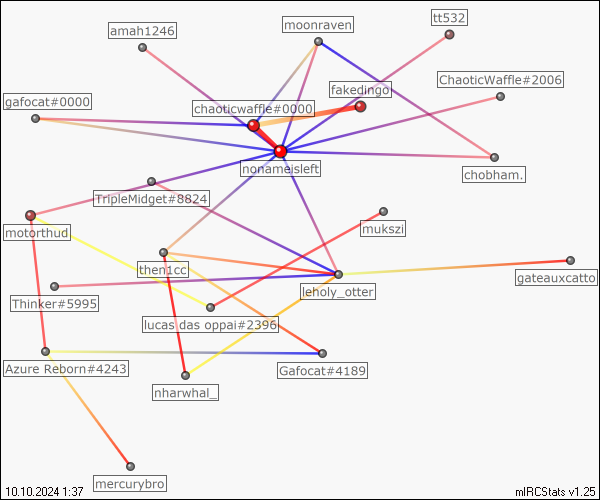 tt532
moonraven
amah1246
ChaoticWaffle#2006
fakedingo
gafocat#0000
chaoticwaffle#0000
nonameisleft
chobham.
TripleMidget#8824
mukszi
motorthud
then1cc
gateauxcatto
leholy_otter
Thinker#5995
lucas das oppai#2396
Azure Reborn#4243
Gafocat#4189
nharwhal_
mercurybro
10.10.2024 1:37
mIRCStats v1.25